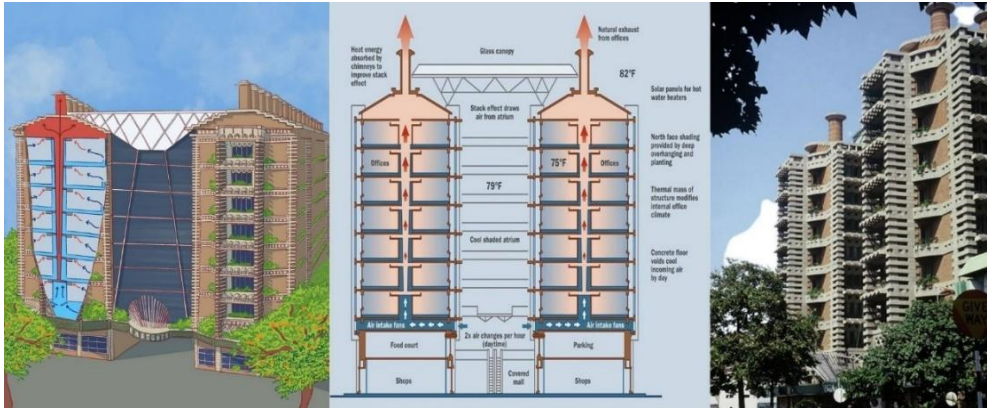 Heat energy
absorbed by
chimneys to
improve stack
effect
Glass canopy
Natural exhaust
from offices
82°F
Stack effect draws
air from atrium
Solar panels for hot
water heaters
Offices
75°F
Offices
North face shading
provided by deep
overhanging and
planting
79°F
Thermal mass of
structure modifies
internal office
climate
Cool shaded atrium
Concrete floor
voids cool
incoming air
by day
Air intake fans
2x air changes per hour
(daytime)
Air intake fans
Food court
Parking
Shops
Covered
mall
Shops
GIVE
WAY